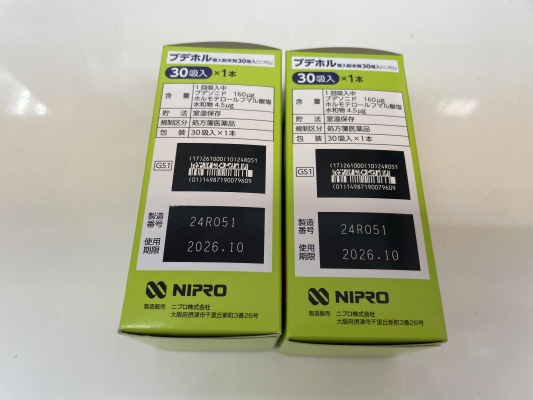 ブデホル吸入粉末剤30吸入「ニプロ」
30吸入×1本
含量
1回吸入中
ブデソニド 160μg
ホルモテロールフマル酸塩
水和物 4.5μg
貯法 室温保存
規制区分 処方箋医薬品
包装 30吸入×1本
(17)261000(10)24R051
GS1
(01)14987190079609
製造番号 24R051
使用期限 2026.10
NIPRO
製造販売 ニプロ株式会社
大阪府摂津市千里丘新町3番26号
ブデホル吸入粉末剤30吸入「ニプロ」
30吸入×1本
含量
1回吸入中
ブデソニド 160μg
ホルモテロールフマル酸塩
水和物 4.5μg
貯法 室温保存
規制区分 処方箋医薬品
包装 30吸入×1本
(17)261000(10)24R051
GS1
(01)14987190079609
製造番号 24R051
使用期限 2026.10
NIPRO
製造販売 ニプロ株式会社
大阪府摂津市千里丘新町3番26号